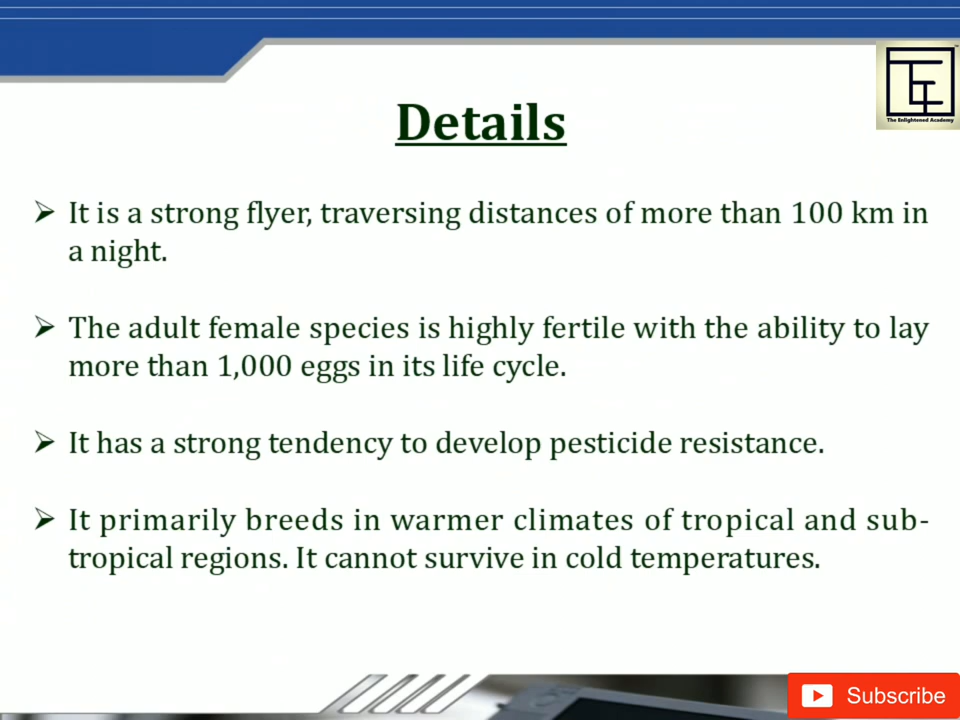 The Enlightened Academy
Details
➢ It is a strong flyer, traversing distances of more than 100 km in
a night.
➢ The adult female species is highly fertile with the ability to lay
more than 1,000 eggs in its life cycle.
➢ It has a strong tendency to develop pesticide resistance.
➢ It primarily breeds in warmer climates of tropical and sub-
tropical regions. It cannot survive in cold temperatures.
Subscribe